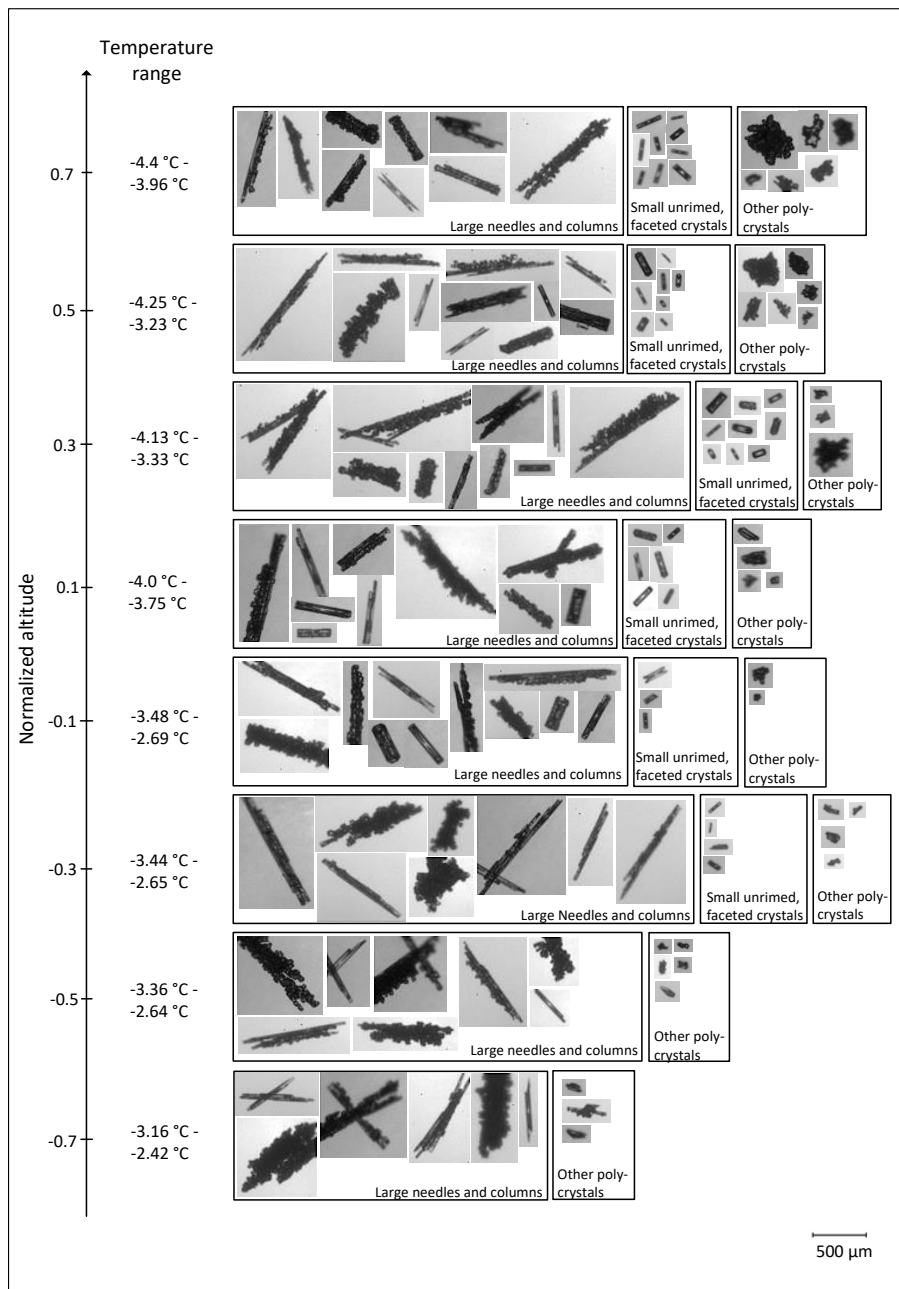 Temperature
range
Normalized altitude
0.7
-4.4 °C -
-3.96 °C
Large needles and columns
Small unrimed,
faceted crystals
Other poly-
crystals
0.5
-4.25 °C -
-3.23 °C
Large needles and columns
Small unrimed,
faceted crystals
Other poly-
crystals
0.3
-4.13 °C -
-3.33 °C
Large needles and columns
Small unrimed,
faceted crystals
Other poly-
crystals
0.1
-4.0 °C -
-3.75 °C
Large needles and columns
Small unrimed,
faceted crystals
Other poly-
crystals
-0.1
-3.48 °C -
-2.69 °C
Large needles and columns
Small unrimed,
faceted crystals
Other poly-
crystals
-0.3
-3.44 °C -
-2.65 °C
Large Needles and columns
Small unrimed,
faceted crystals
Other poly-
crystals
-0.5
-3.36 °C -
-2.64 °C
Large needles and columns
Other poly-
crystals
-0.7
-3.16 °C -
-2.42 °C
Large needles and columns
Other poly-
crystals
500 µm